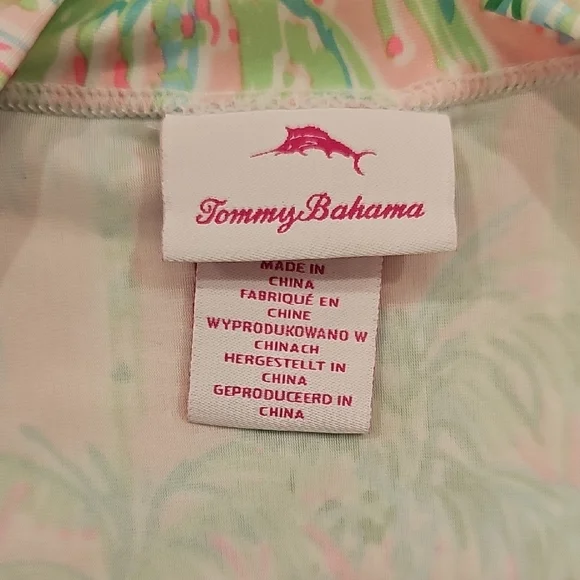 Tommy Bahama
MADE IN
CHINA
FABRIQUÉ EN
CHINE
WYPRODUKOWANO W
CHINACH
HERGESTELLT IN
CHINA
GEPRODUCEERD IN
CHINA